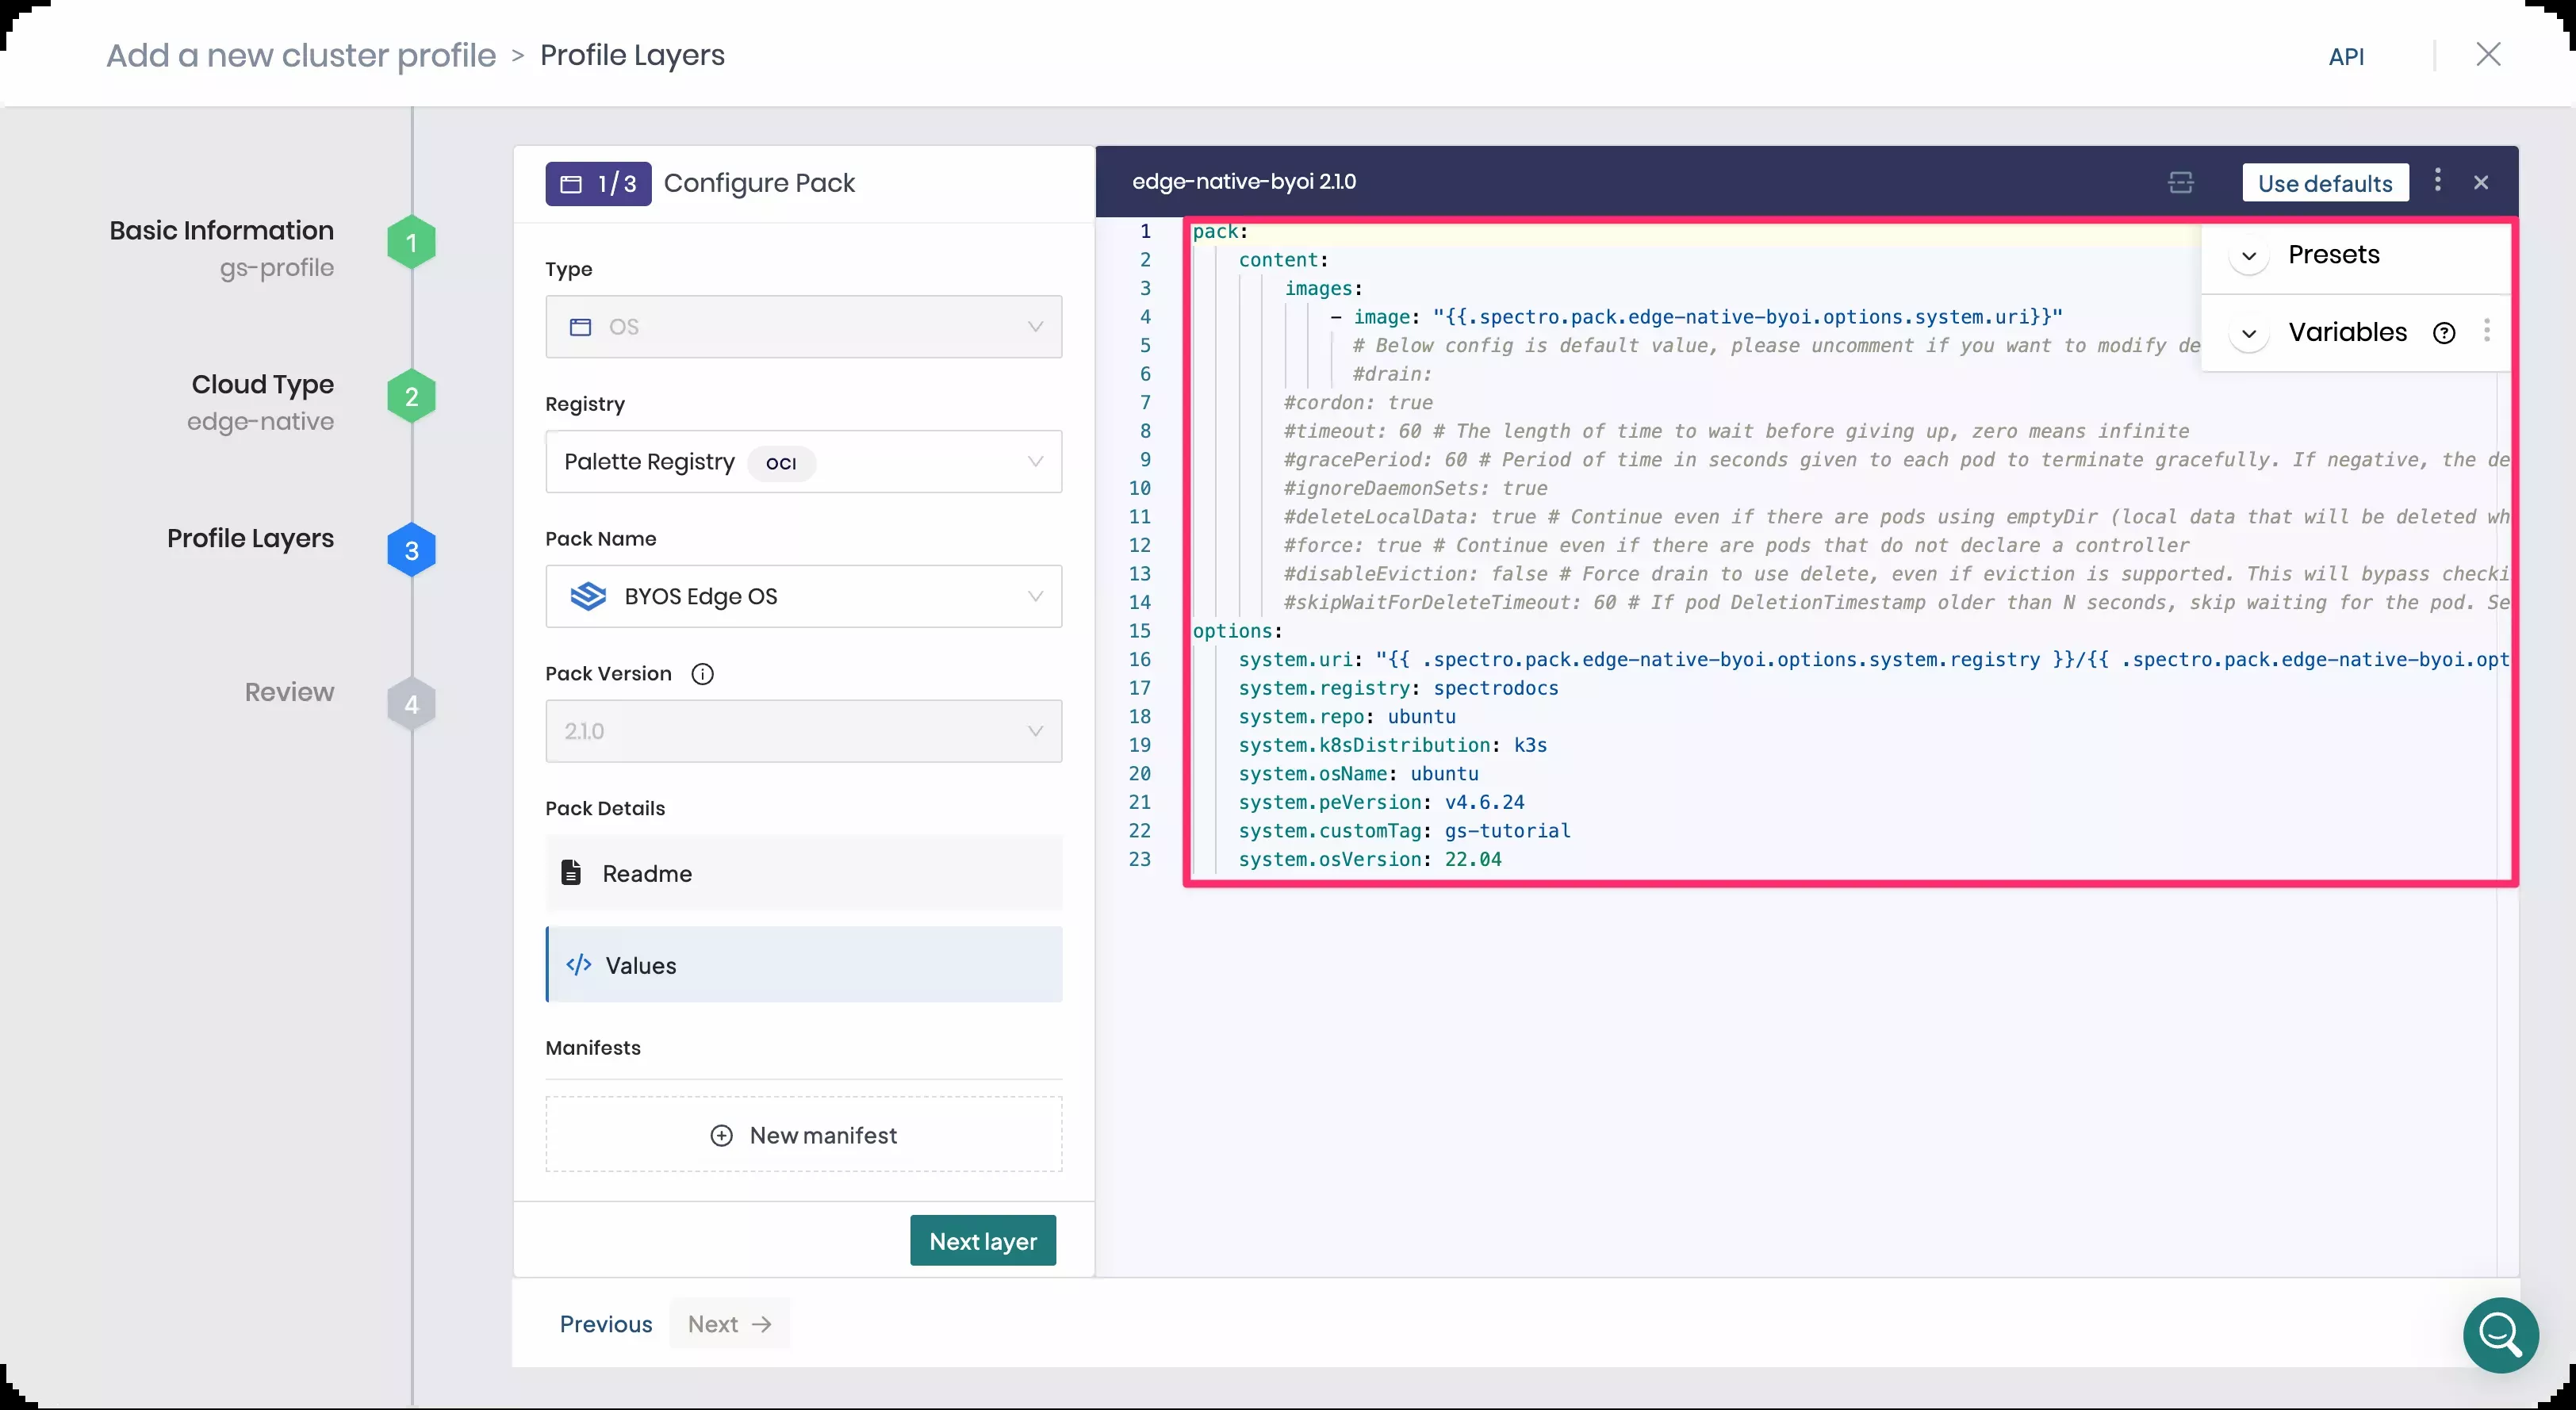 Add a new cluster profile > Profile Layers
API
Basic Information
gs-profile
1
Cloud Type
edge-native
2
Profile Layers
3
Review
4
1/3 Configure Pack
Type
OS
Registry
Palette Registry OCI
Pack Name
BYOS Edge OS
Pack Version
2.1.0
Pack Details
Readme
</> Values
Manifests
New manifest
Next layer
Previous
Next →
edge-native-byoi 2.1.0
Use defaults
Presets
Variables
1 pack:
2 content:
3 images:
4 - image: "{{.spectro.pack.edge-native-byoi.options.system.uri}}"
5 # Below config is default value, please uncomment if you want to modify de
6 #drain:
7 #cordon: true
8 #timeout: 60 # The length of time to wait before giving up, zero means infinite
9 #gracePeriod: 60 # Period of time in seconds given to each pod to terminate gracefully. If negative, the de
10 #ignoreDaemonSets: true
11 #deleteLocalData: true # Continue even if there are pods using emptyDir (local data that will be deleted wh
12 #force: true # Continue even if there are pods that do not declare a controller
13 #disableEviction: false # Force drain to use delete, even if eviction is supported. This will bypass checki
14 #skipWaitForDeleteTimeout: 60 # If pod DeletionTimestamp older than N seconds, skip waiting for the pod. Se
15 options:
16 system.uri: "{{ .spectro.pack.edge-native-byoi.options.system.registry }}/{{ .spectro.pack.edge-native-byoi.opt
17 system.registry: spectrodocs
18 system.repo: ubuntu
19 system.k8sDistribution: k3s
20 system.osName: ubuntu
21 system.peVersion: v4.6.24
22 system.customTag: gs-tutorial
23 system.osVersion: 22.04